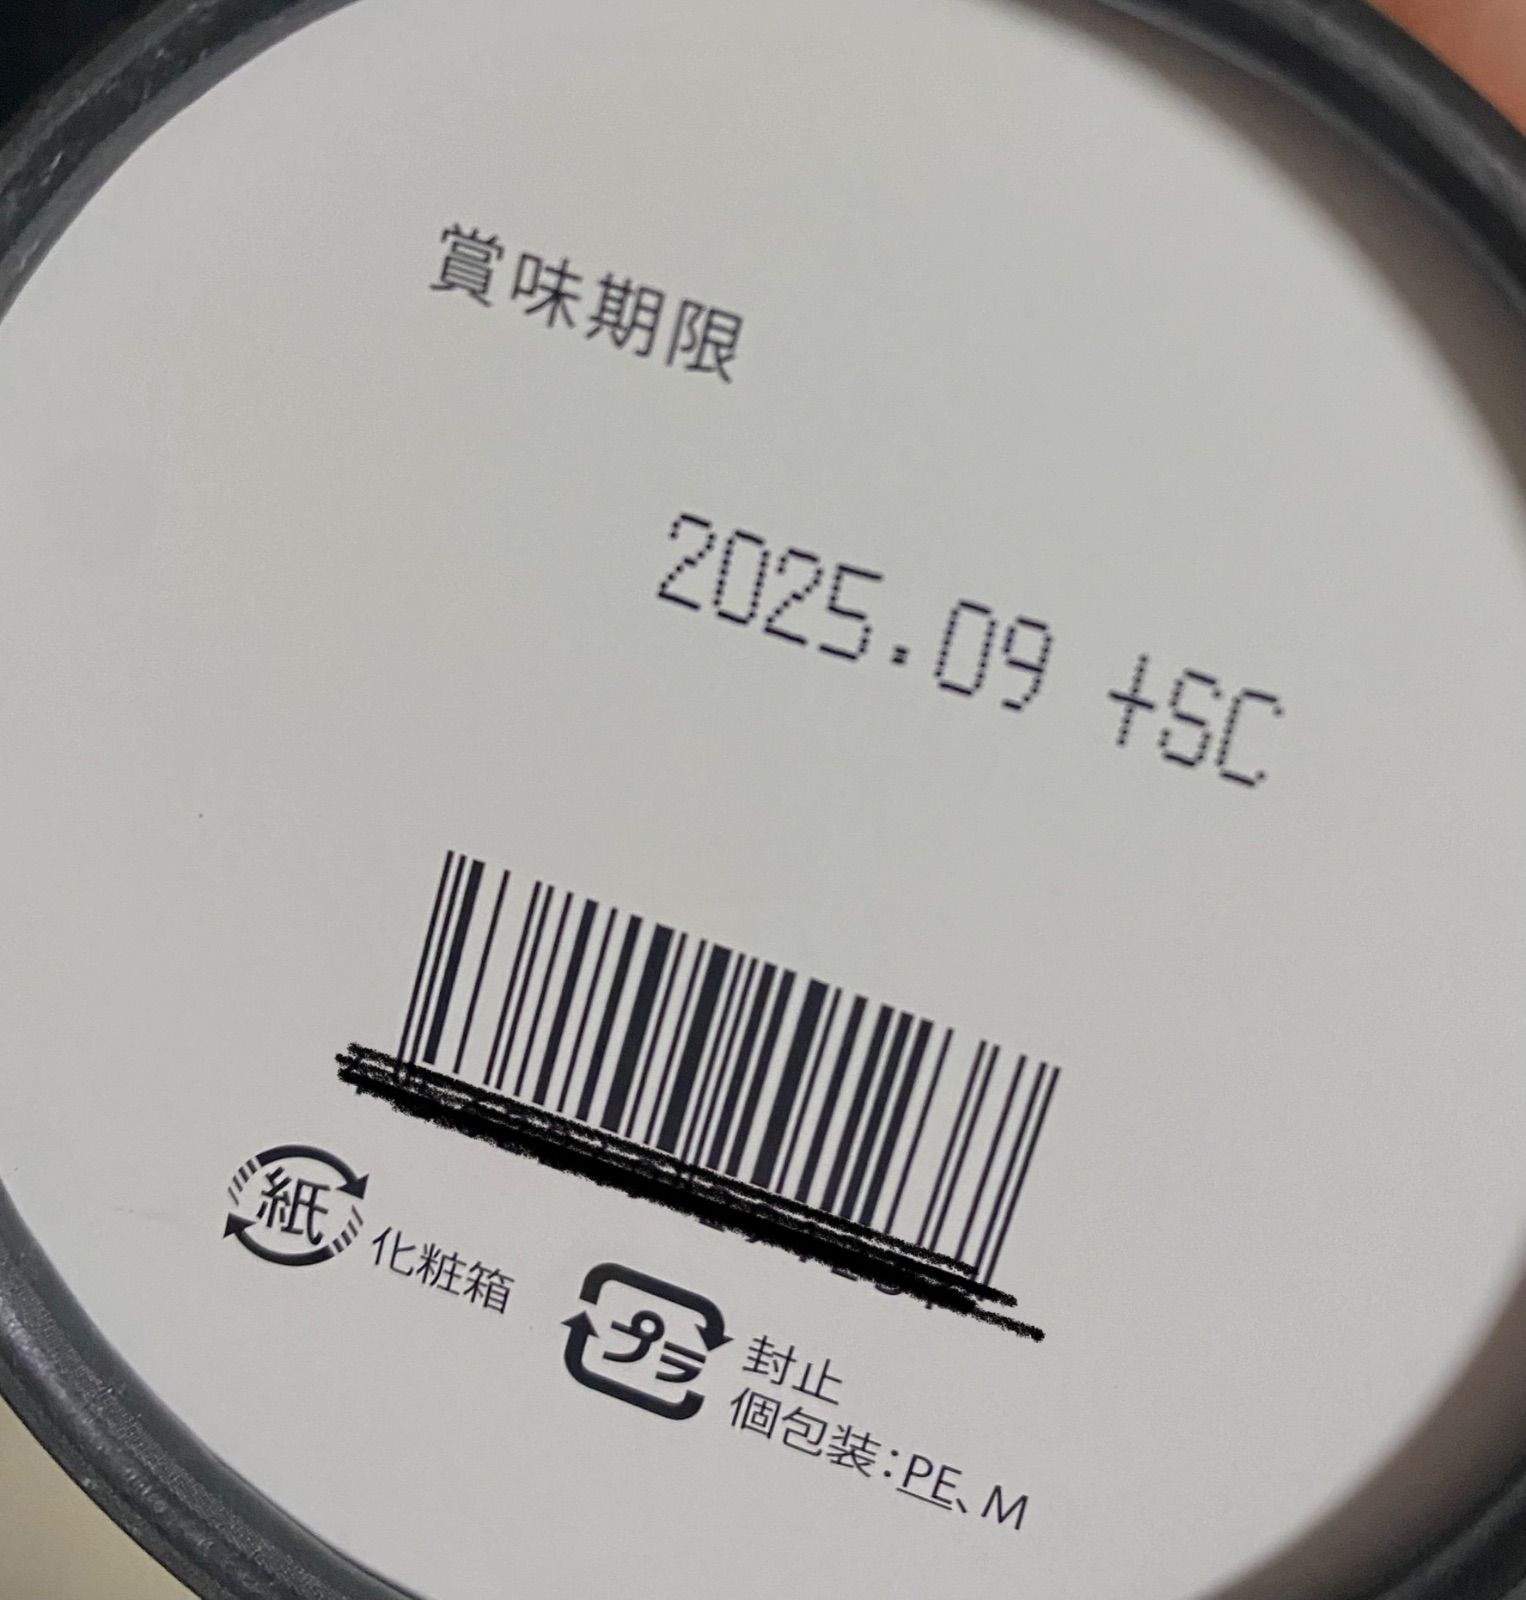 賞味期限
2025.09 +SC
紙
化粧箱
プラ
封止
個包装：PE、M